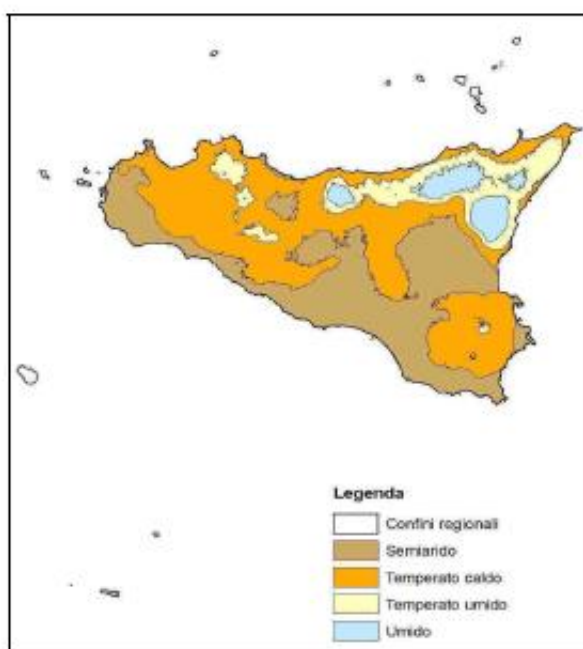 Legenda
Confini regionali
Semiarido
Temperato caldo
Temperato umido
Umido